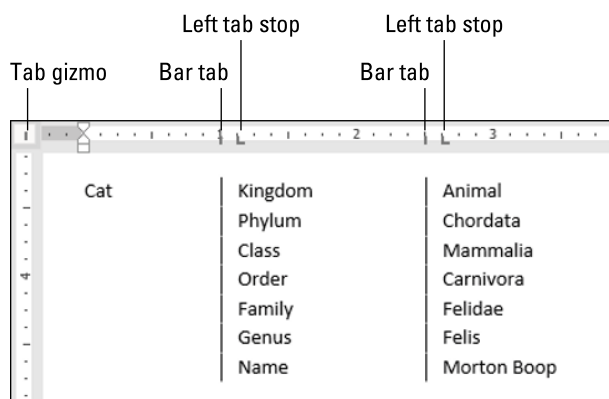 Left tab stop Left tab stop
Tab gizmo Bar tab Bar tab
1 2 3
Cat Kingdom Animal
Phylum Chordata
Class Mammalia
4
Order Carnivora
Family Felidae
Genus Felis
Name Morton Boop